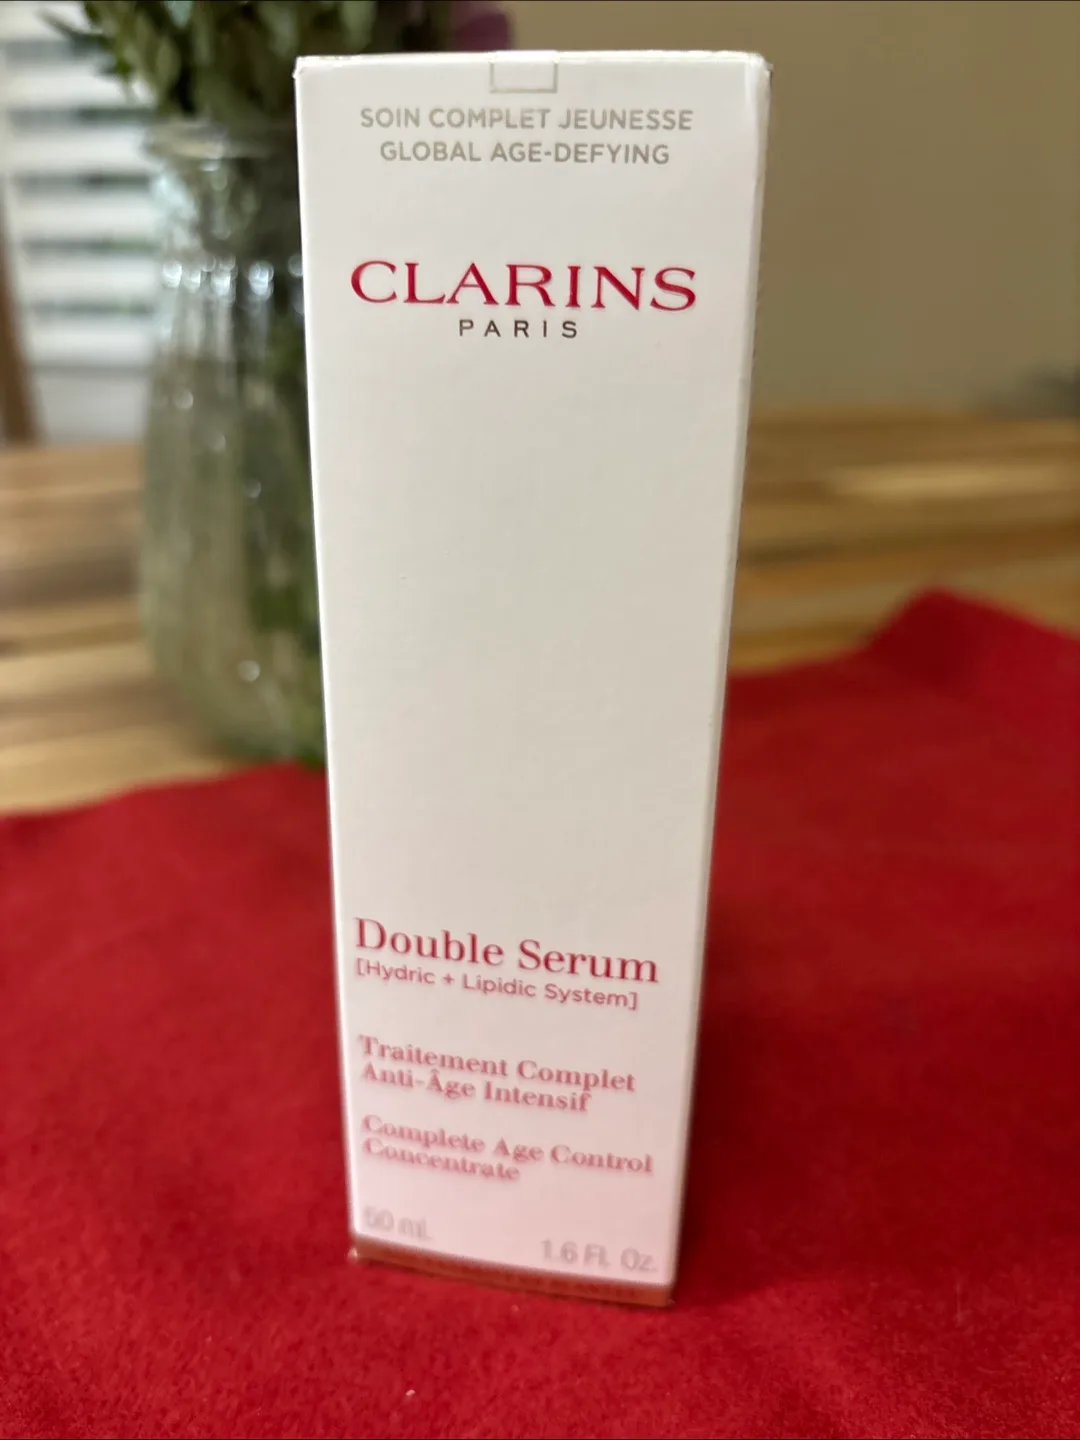 SOIN COMPLET JEUNESSE
GLOBAL AGE-DEFYING
CLARINS
PARIS
Double Serum
[Hydric + Lipidic System]
Traitement Complet
Anti-Âge Intensif
Complete Age Control
Concentrate
50 mL
1.6 Fl. Oz.